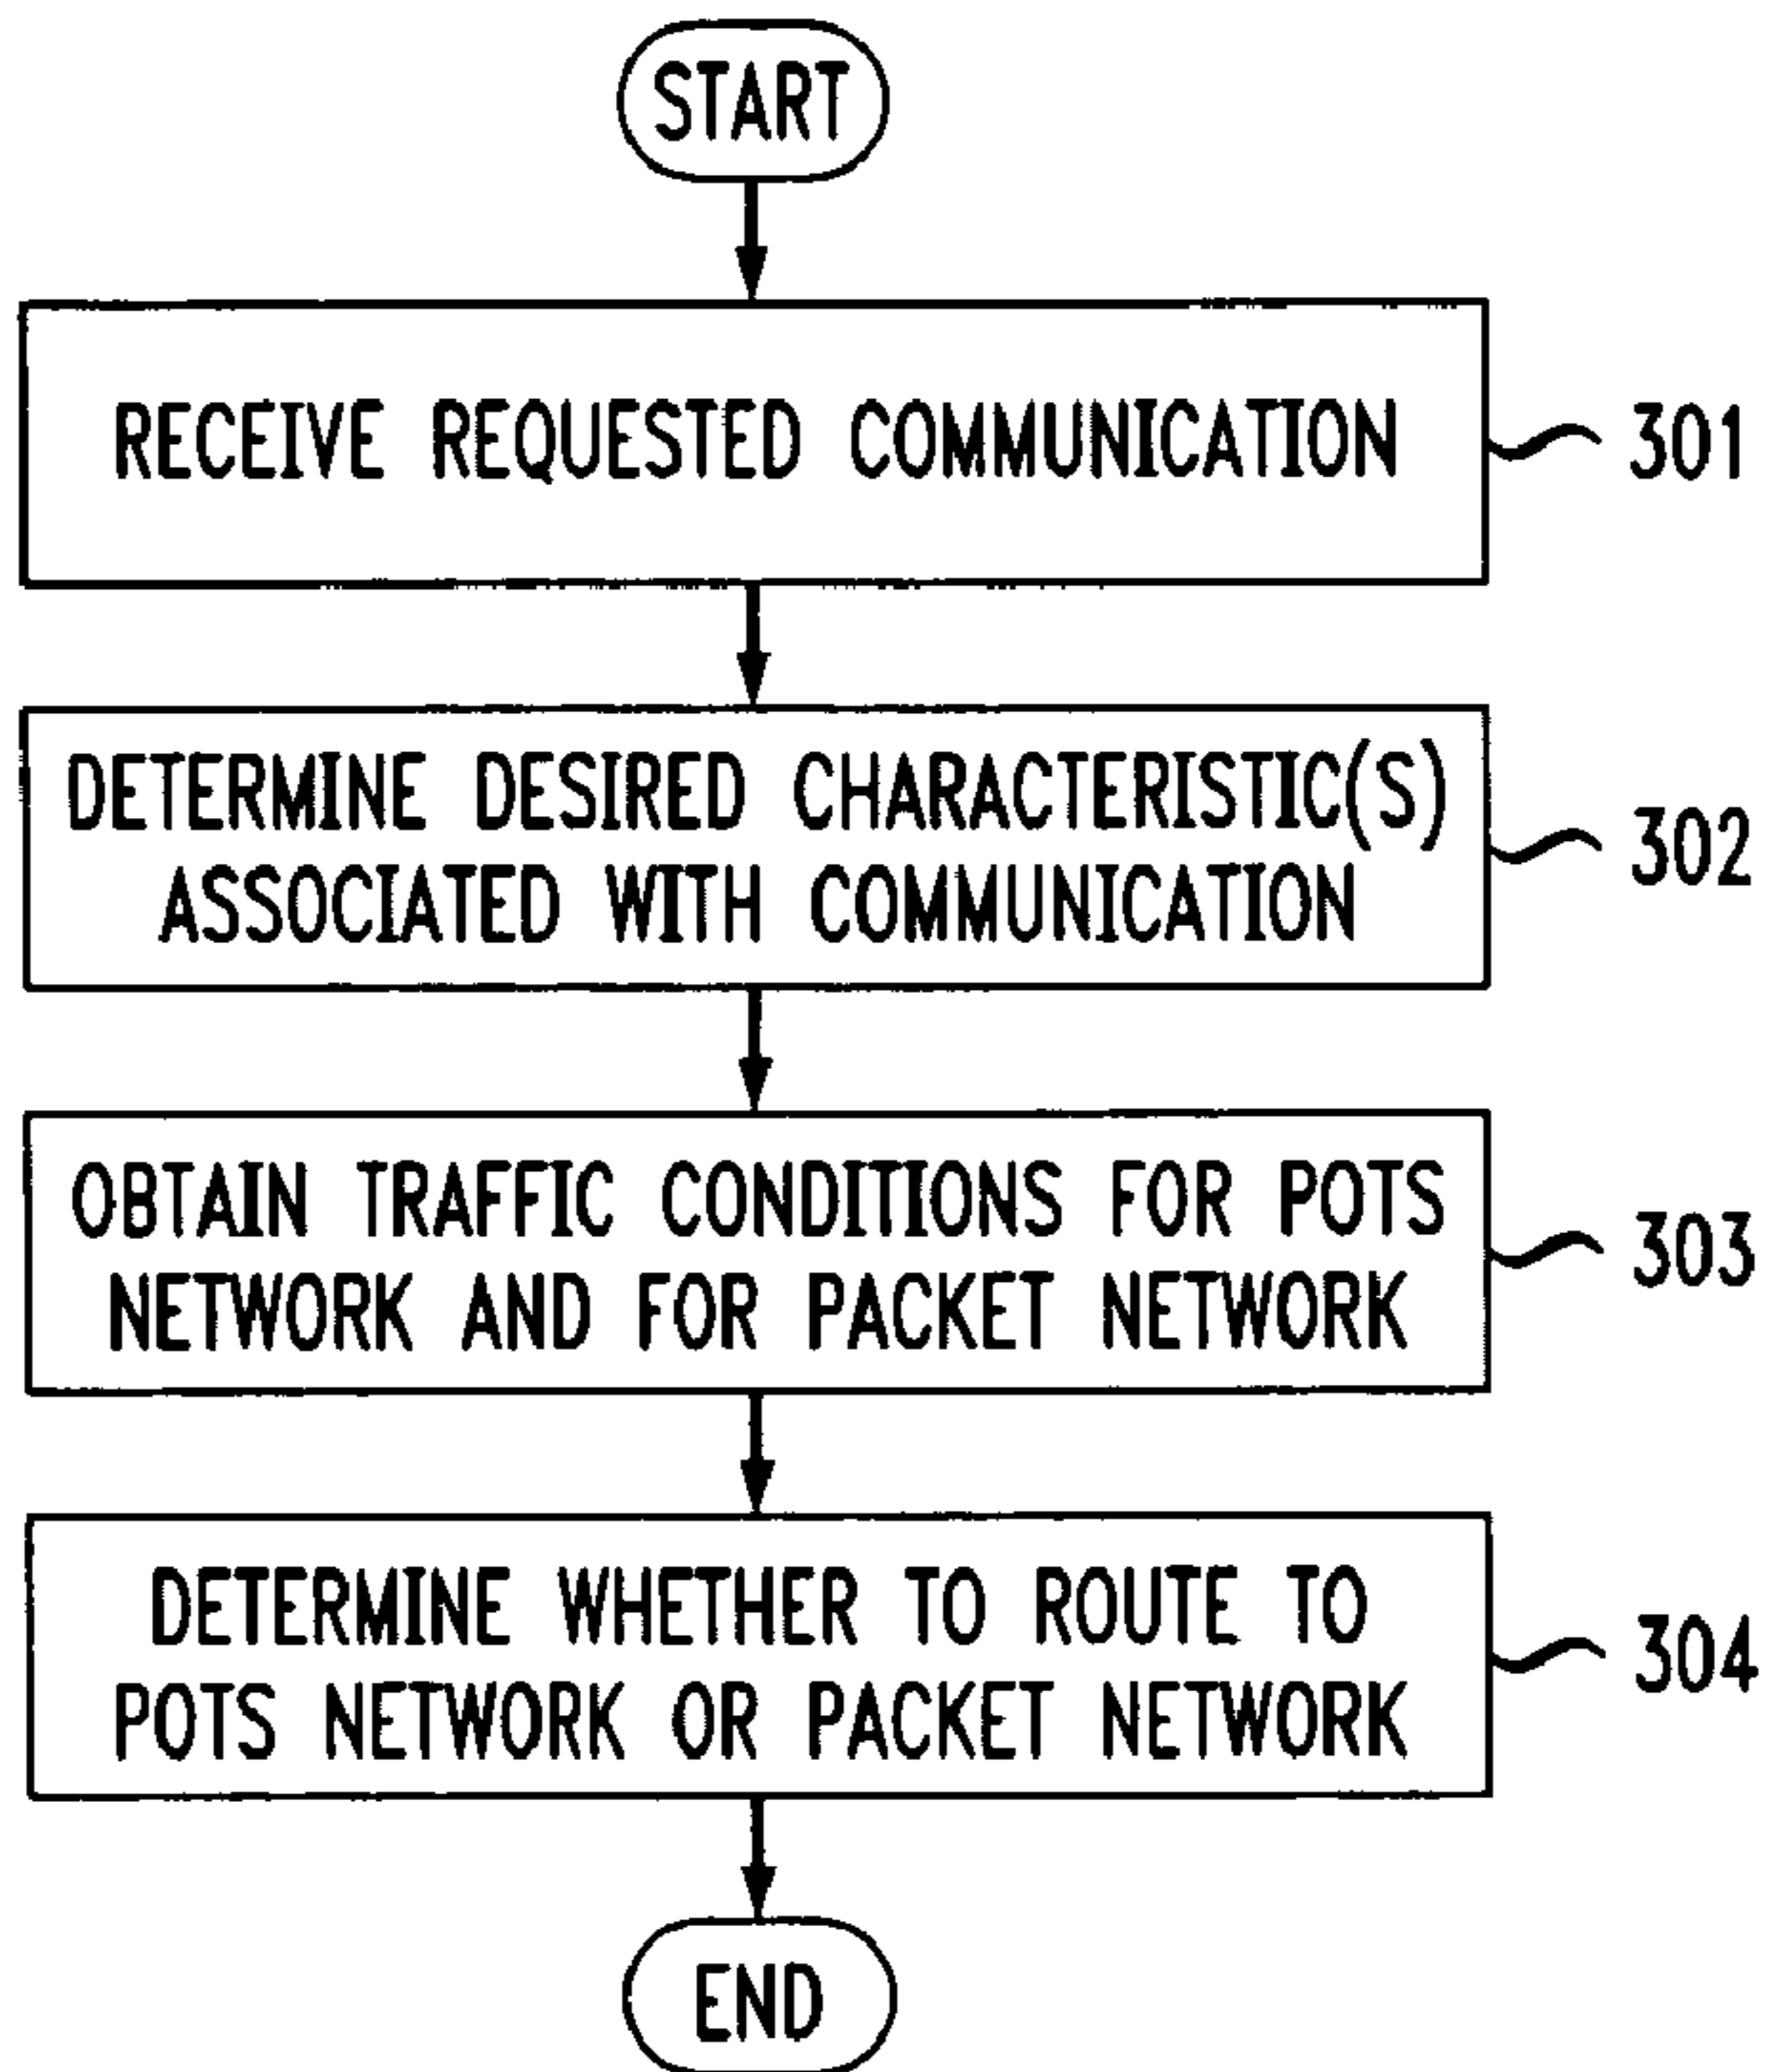 START
RECEIVE REQUESTED COMMUNICATION
301
DETERMINE DESIRED CHARACTERISTIC(S)
ASSOCIATED WITH COMMUNICATION
302
OBTAIN TRAFFIC CONDITIONS FOR POTS
NETWORK AND FOR PACKET NETWORK
303
DETERMINE WHETHER TO ROUTE TO
POTS NETWORK OR PACKET NETWORK
304
END